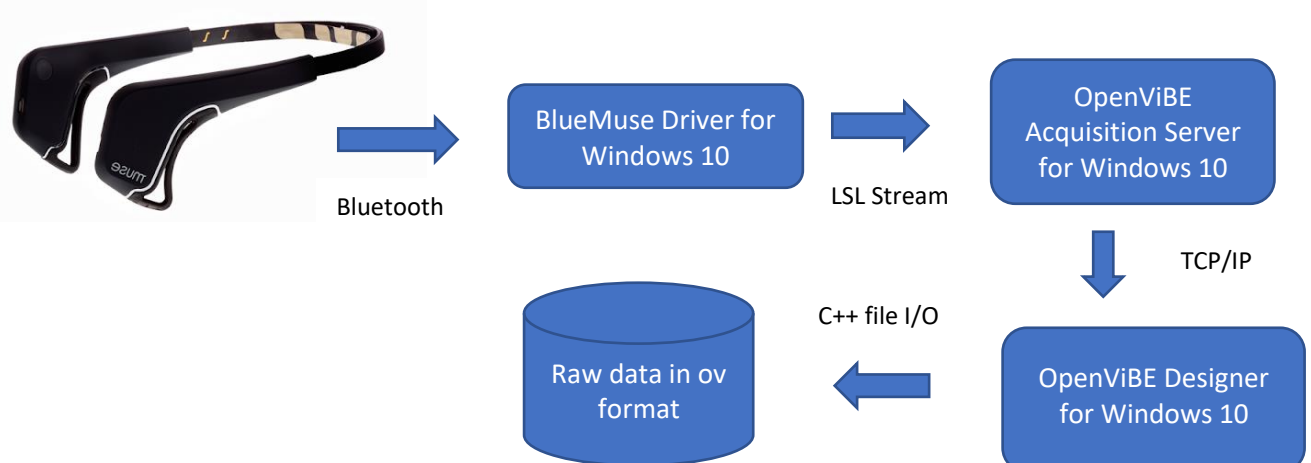 muse
BlueMuse Driver for
Windows 10
OpenViBE
Acquisition Server
for Windows 10
Bluetooth
LSL Stream
TCP/IP
C++ file I/O
Raw data in ov
format
OpenViBE Designer
for Windows 10